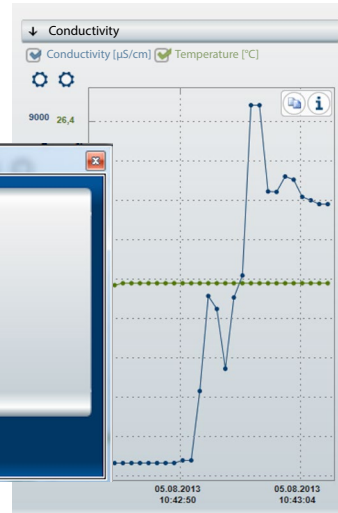 ↓ Conductivity
Conductivity [µS/cm] Temperature [°C]
i
9000 26,4
x
05.08.2013 05.08.2013
10:42:50 10:43:04